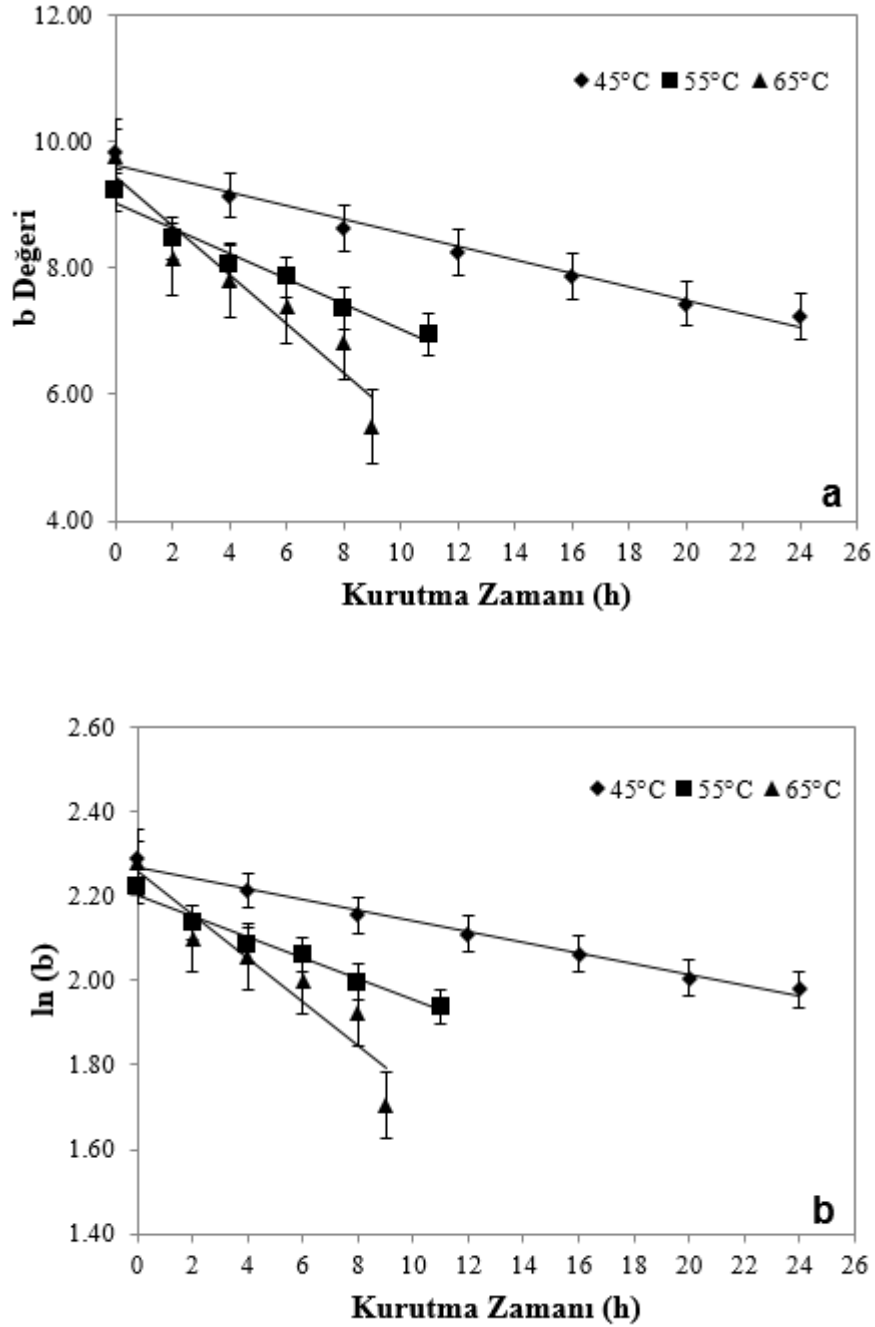 12.00
◆ 45°C ■ 55°C ▲ 65°C
10.00
8.00
6.00
4.00
b Değeri
a
0 2 4 6 8 10 12 14 16 18 20 22 24 26
Kurutma Zamanı (h)
2.60
◆ 45°C ■ 55°C ▲ 65°C
2.40
2.20
2.00
1.80
1.60
1.40
ln (b)
b
0 2 4 6 8 10 12 14 16 18 20 22 24 26
Kurutma Zamanı (h)